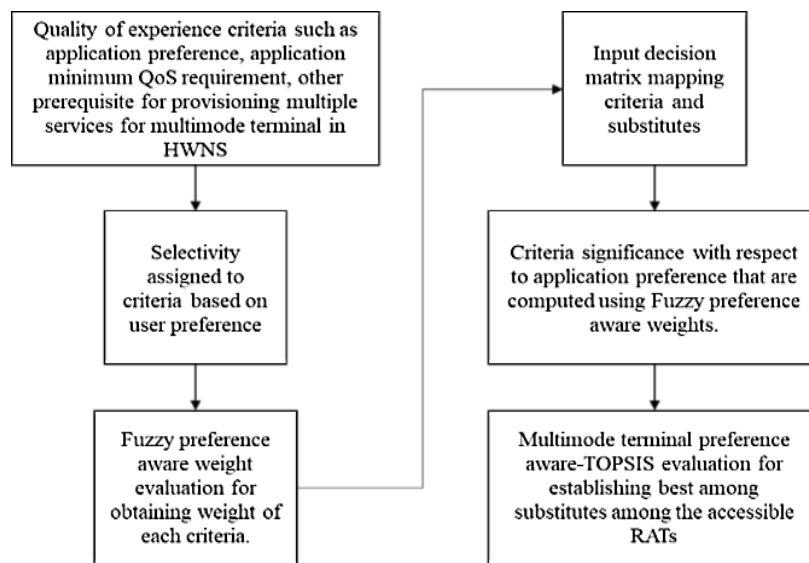 Quality of experience criteria such as
application preference, application
minimum QoS requirement, other
prerequisite for provisioning multiple
services for multimode terminal in
HWNS
Selectivity
assigned to
criteria based on
user preference
Fuzzy preference
aware weight
evaluation for
obtaining weight of
each criteria.
Input decision
matrix mapping
criteria and
substitutes
Criteria significance with respect
to application preference that are
computed using Fuzzy preference
aware weights.
Multimode terminal preference
aware-TOPSIS evaluation for
establishing best among
substitutes among the accessible
RATs